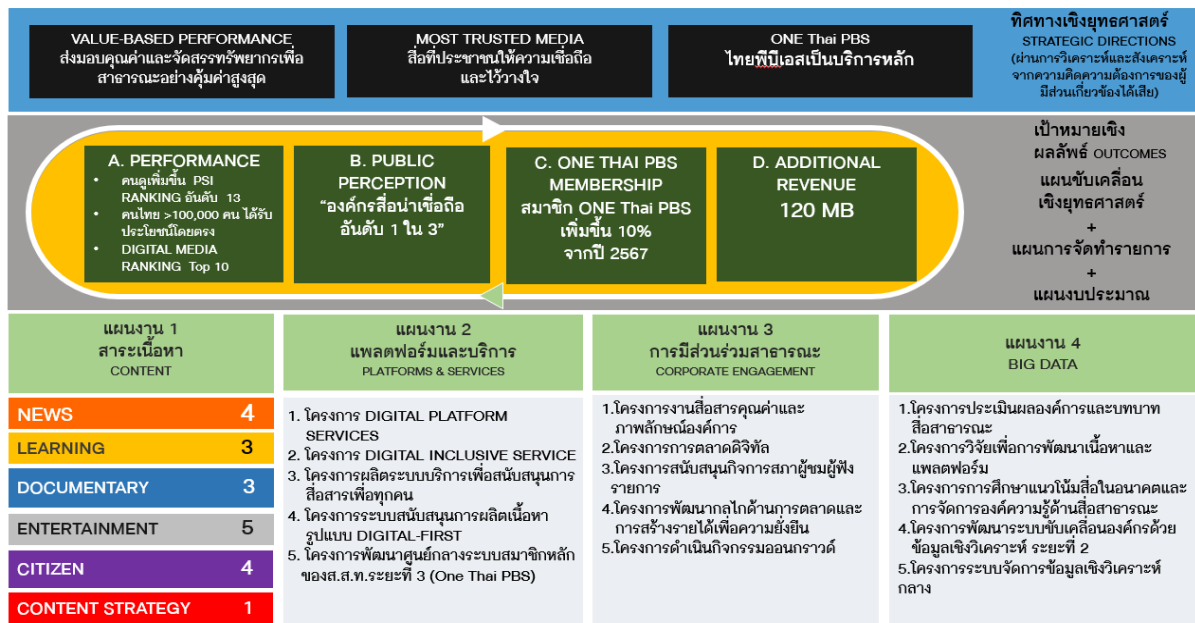 VALUE-BASED PERFORMANCE
ส่งมอบคุณค่าและจัดสรรทรัพยากรเพื่อ
สาธารณะอย่างคุ้มค่าสูงสุด
MOST TRUSTED MEDIA
สื่อที่ประชาชนให้ความเชื่อถือ
และไว้วางใจ
ONE Thai PBS
ไทยพีบีเอสเป็นบริการหลัก
ทิศทางเชิงยุทธศาสตร์
STRATEGIC DIRECTIONS
(ผ่านการวิเคราะห์และสังเคราะห์
จากความคิดความต้องการของผู้
มีส่วนเกี่ยวข้องได้เสีย)
A. PERFORMANCE
• คนดูเพิ่มขึ้น PSI
RANKING อันดับ 13
• คนไทย >100,000 คน ได้รับ
ประโยชน์โดยตรง
• DIGITAL MEDIA
RANKING Top 10
B. PUBLIC
PERCEPTION
“องค์กรสื่อน่าเชื่อถือ
อันดับ 1 ใน 3”
C. ONE THAI PBS
MEMBERSHIP
สมาชิก ONE Thai PBS
เพิ่มขึ้น 10%
จากปี 2567
D. ADDITIONAL
REVENUE
120 MB
เป้าหมายเชิง
ผลลัพธ์ OUTCOMES
แผนขับเคลื่อน
เชิงยุทธศาสตร์
+
แผนการจัดทำรายการ
+
แผนงบประมาณ
แผนงาน 1
สาระเนื้อหา
CONTENT
NEWS 4
LEARNING 3
DOCUMENTARY 3
ENTERTAINMENT 5
CITIZEN 4
CONTENT STRATEGY 1
แผนงาน 2
แพลตฟอร์มและบริการ
PLATFORMS & SERVICES
1. โครงการ DIGITAL PLATFORM
SERVICES
2. โครงการ DIGITAL INCLUSIVE SERVICE
3. โครงการผลิตระบบบริการเพื่อสนับสนุนการ
สื่อสารเพื่อทุกคน
4. โครงการระบบสนับสนุนการผลิตเนื้อหา
รูปแบบ DIGITAL-FIRST
5. โครงการพัฒนาศูนย์กลางระบบสมาชิกหลัก
ของส.ส.ท.ระยะที่ 3 (One Thai PBS)
แผนงาน 3
การมีส่วนร่วมสาธารณะ
CORPORATE ENGAGEMENT
1.โครงการงานสื่อสารคุณค่าและ
ภาพลักษณ์องค์การ
2.โครงการการตลาดดิจิทัล
3.โครงการสนับสนุนกิจการสภาผู้ชมผู้ฟัง
รายการ
4.โครงการพัฒนากลไกด้านการตลาดและ
การสร้างรายได้เพื่อความยั่งยืน
5.โครงการดำเนินกิจกรรมออนกราวด์
แผนงาน 4
BIG DATA
1.โครงการประเมินผลองค์การและบทบาท
สื่อสาธารณะ
2.โครงการวิจัยเพื่อการพัฒนาเนื้อหาและ
แพลตฟอร์ม
3.โครงการการศึกษาแนวโน้มสื่อในอนาคตและ
การจัดการองค์ความรู้ด้านสื่อสาธารณะ
4.โครงการพัฒนาระบบขับเคลื่อนองค์กรด้วย
ข้อมูลเชิงวิเคราะห์ ระยะที่ 2
5.โครงการระบบจัดการข้อมูลเชิงวิเคราะห์
กลาง